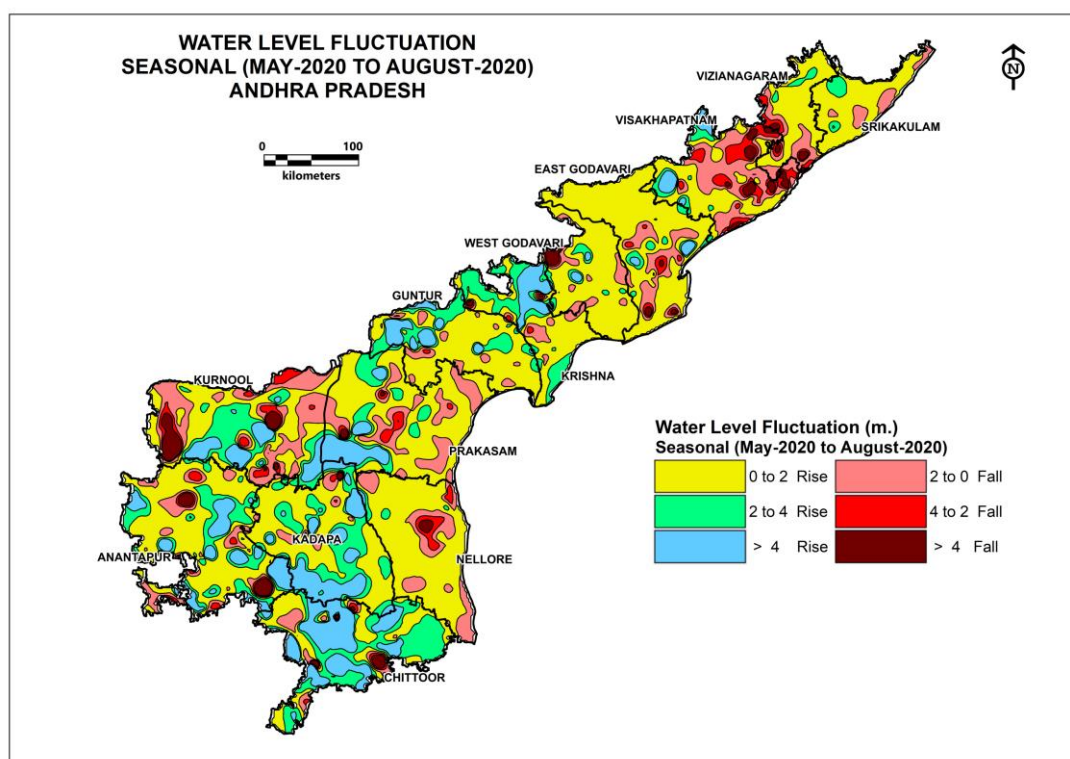 WATER LEVEL FLUCTUATION
SEASONAL (MAY-2020 TO AUGUST-2020)
ANDHRA PRADESH
N
0 100
kilometers
VIZIANAGARAM
VISAKHAPATNAM
SRIKAKULAM
EAST GODAVARI
WEST GODAVARI
GUNTUR
KRISHNA
KURNOOL
PRAKASAM
KADAPA
ANANTAPUR
NELLORE
CHITTOOR
Water Level Fluctuation (m.)
Seasonal (May-2020 to August-2020)
0 to 2 Rise 2 to 0 Fall
2 to 4 Rise 4 to 2 Fall
> 4 Rise > 4 Fall